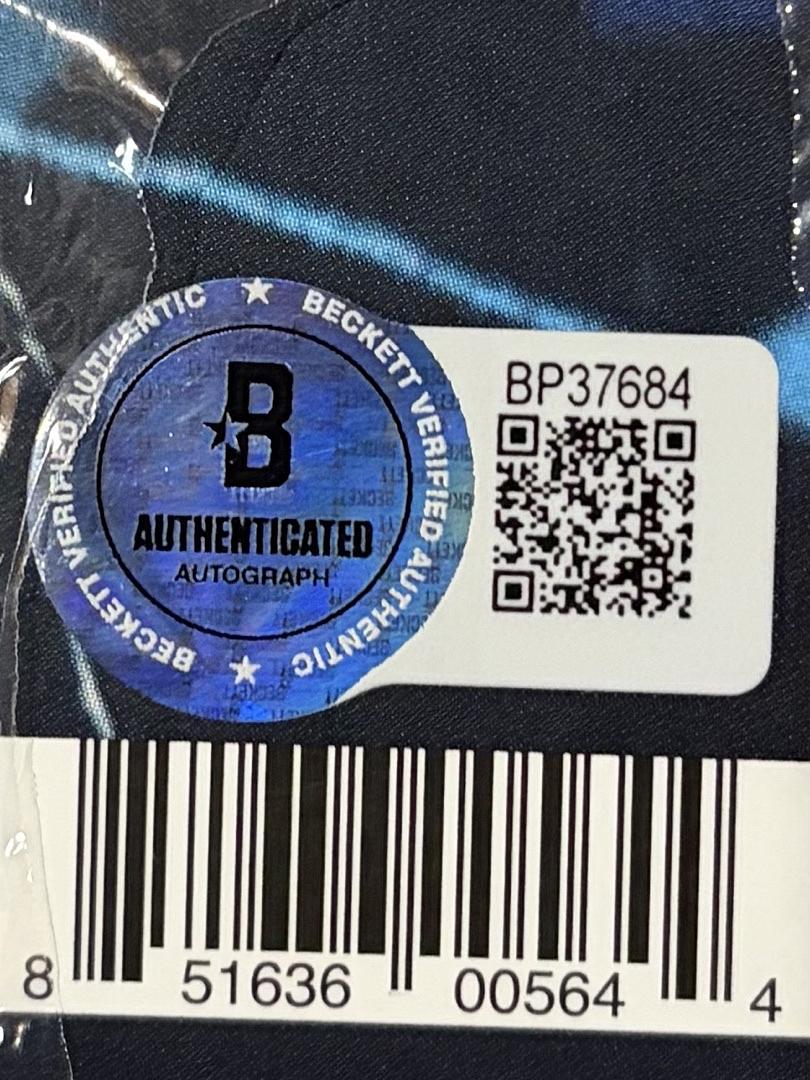 BECKETT VERIFIED AUTHENTIC ★ BECKETT VERIFIED AUTHENTIC ★
B
AUTHENTICATED
AUTOGRAPH
BP37684
8 51636 00564 4